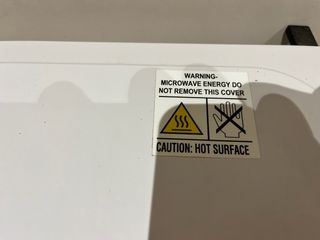 WARNING-
MICROWAVE ENERGY DO
NOT REMOVE THIS COVER
CAUTION: HOT SURFACE